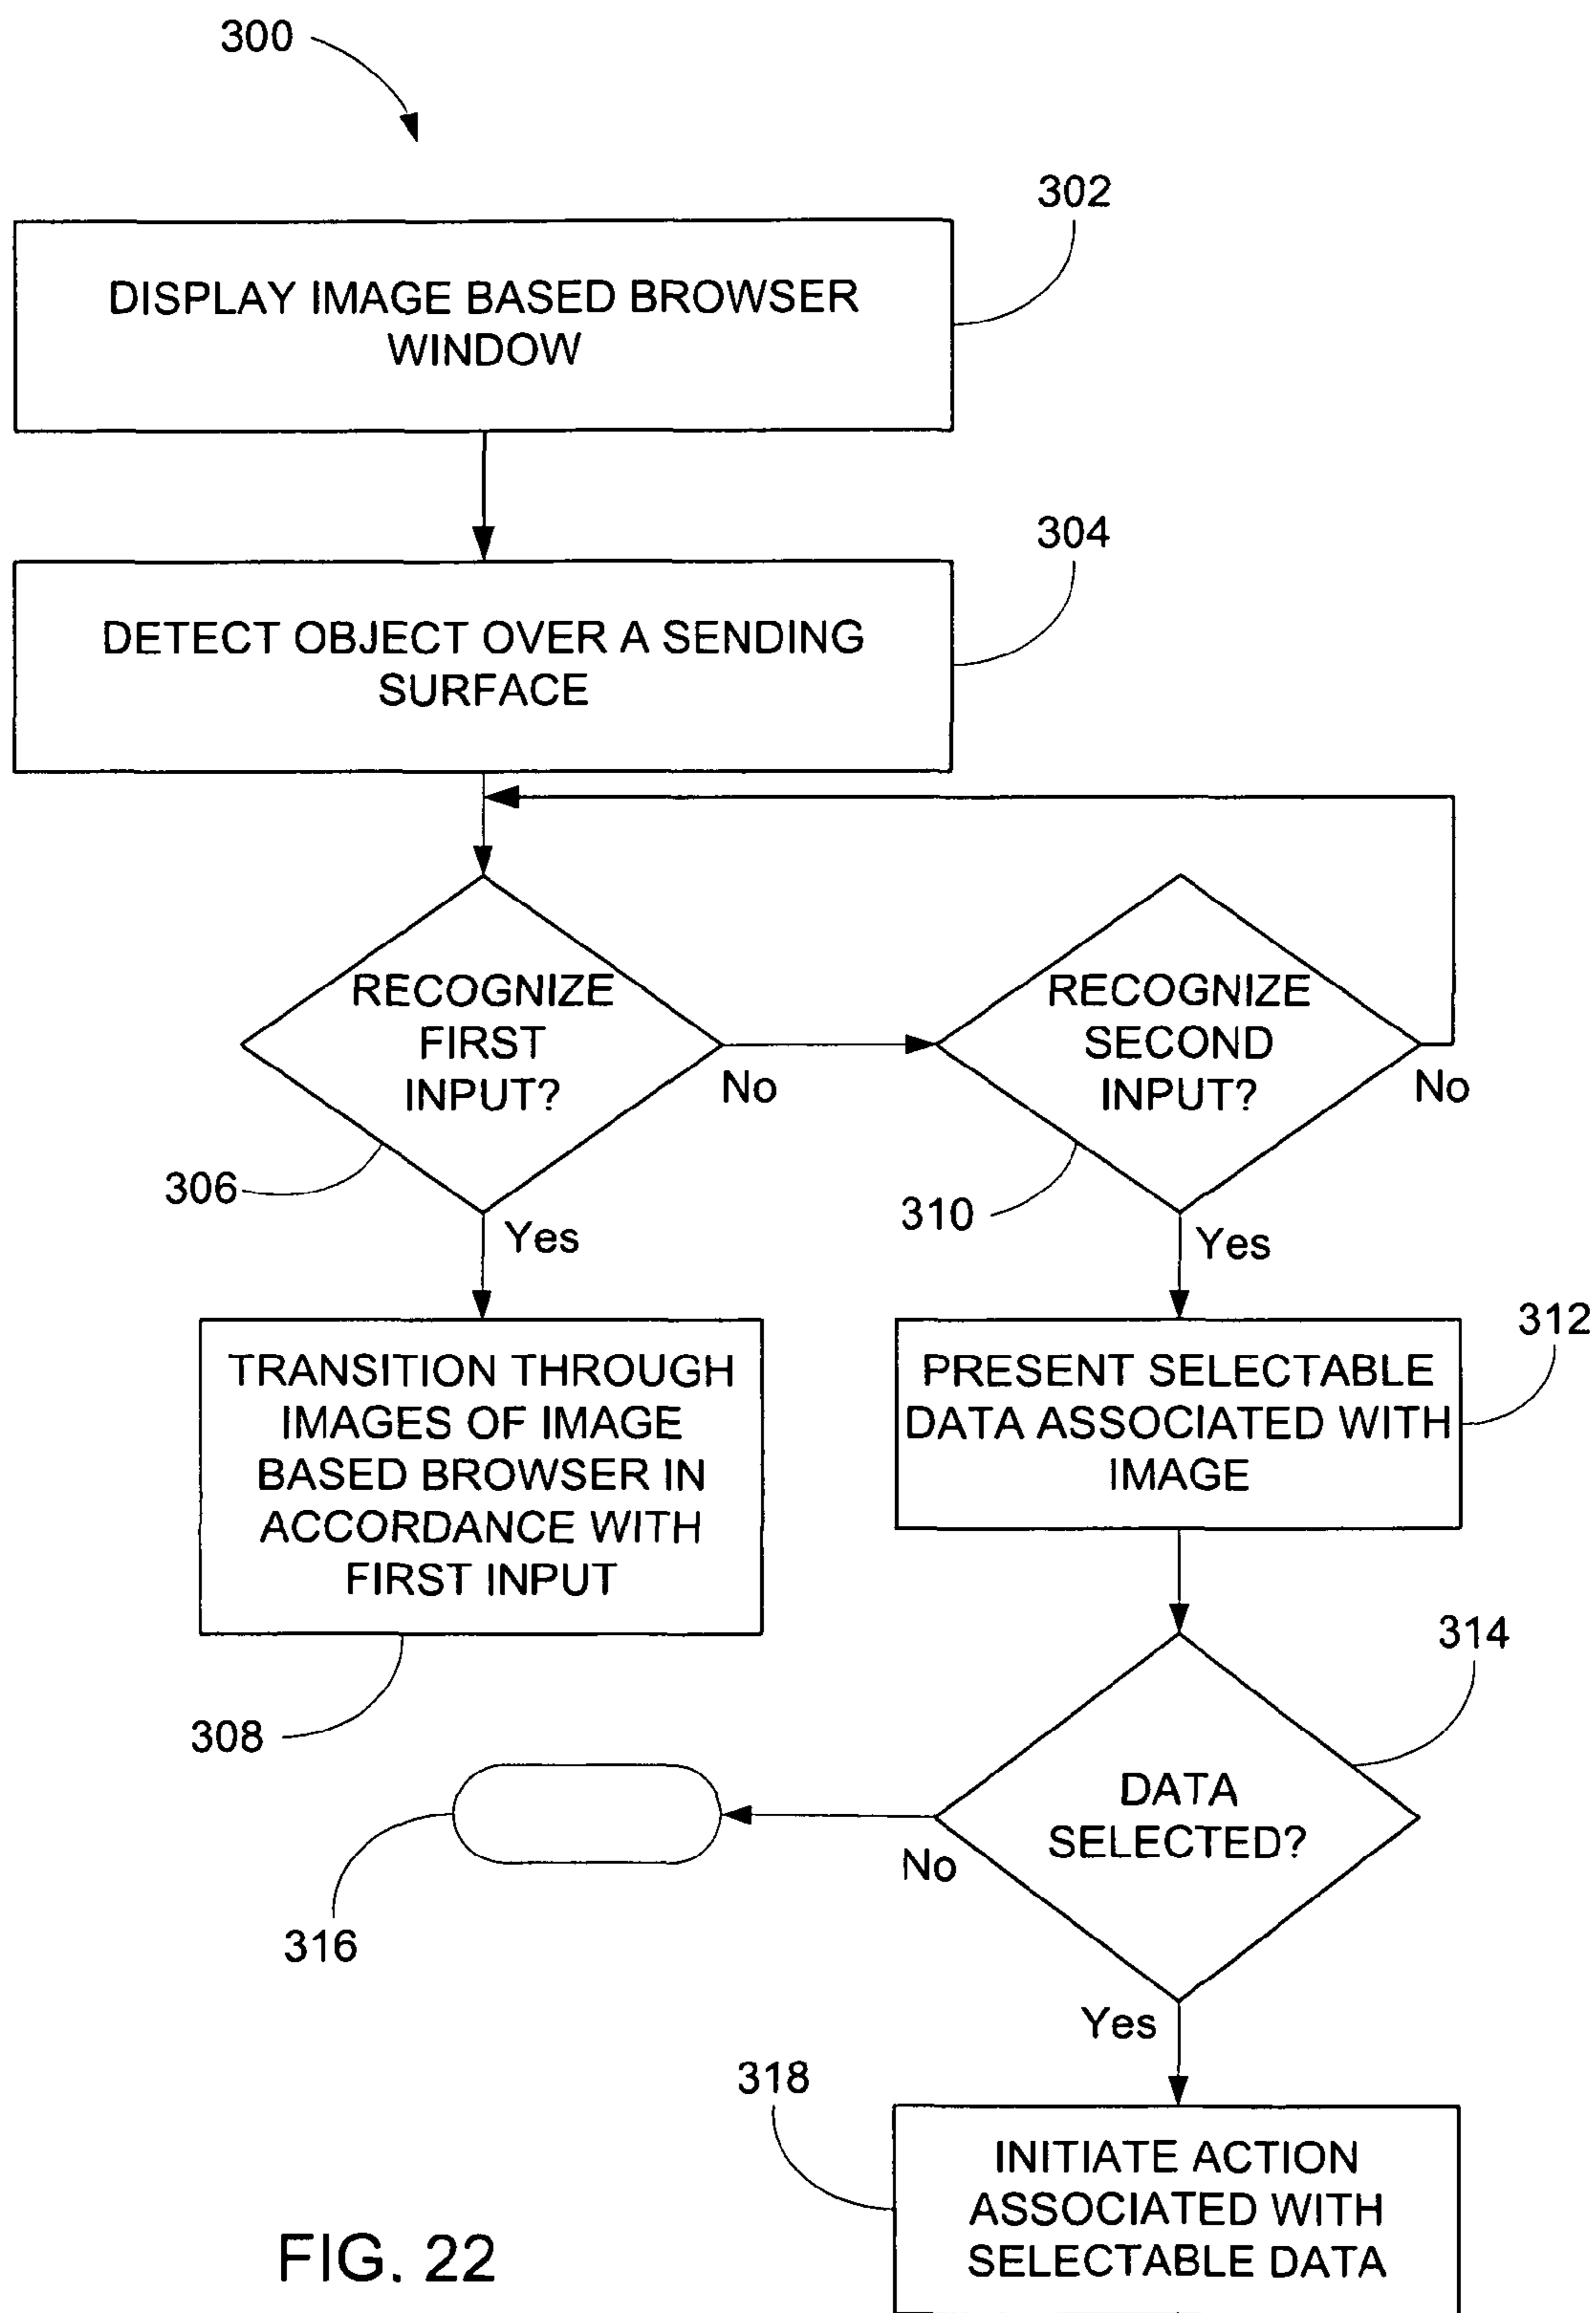 300
302
DISPLAY IMAGE BASED BROWSER
WINDOW
304
DETECT OBJECT OVER A SENDING
SURFACE
RECOGNIZE
FIRST
INPUT?
No
RECOGNIZE
SECOND
INPUT?
No
306
Yes
310
Yes
TRANSITION THROUGH
IMAGES OF IMAGE
BASED BROWSER IN
ACCORDANCE WITH
FIRST INPUT
308
312
PRESENT SELECTABLE
DATA ASSOCIATED WITH
IMAGE
314
DATA
SELECTED?
No
316
Yes
318
INITIATE ACTION
ASSOCIATED WITH
SELECTABLE DATA
FIG. 22